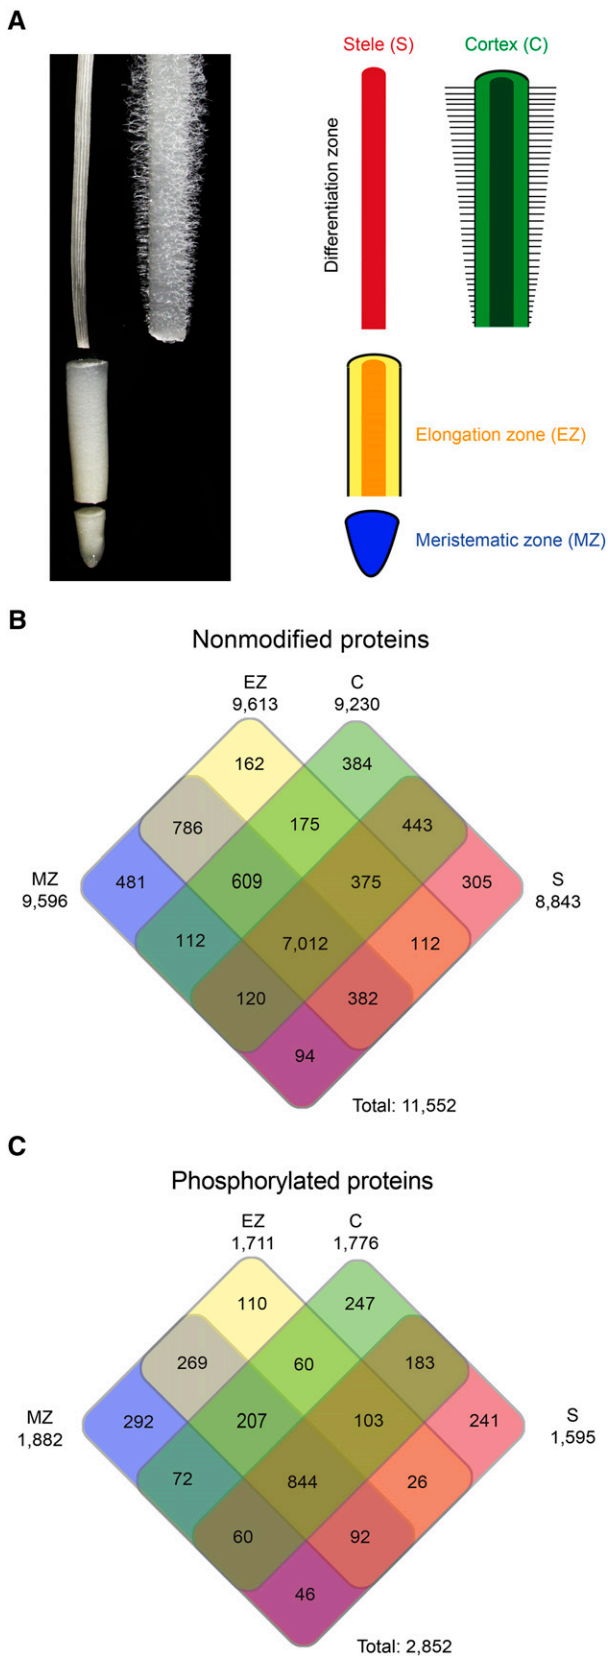 A
Stele (S)
Cortex (C)
Differentiation zone
Elongation zone (EZ)
Meristematic zone (MZ)
B
Nonmodified proteins
EZ
9,613
C
9,230
162
384
786
175
443
MZ
9,596
481
609
375
305
S
8,843
112
7,012
112
120
382
94
Total: 11,552
C
Phosphorylated proteins
EZ
1,711
C
1,776
110
247
269
60
183
MZ
1,882
292
207
103
241
S
1,595
72
844
26
60
92
46
Total: 2,852